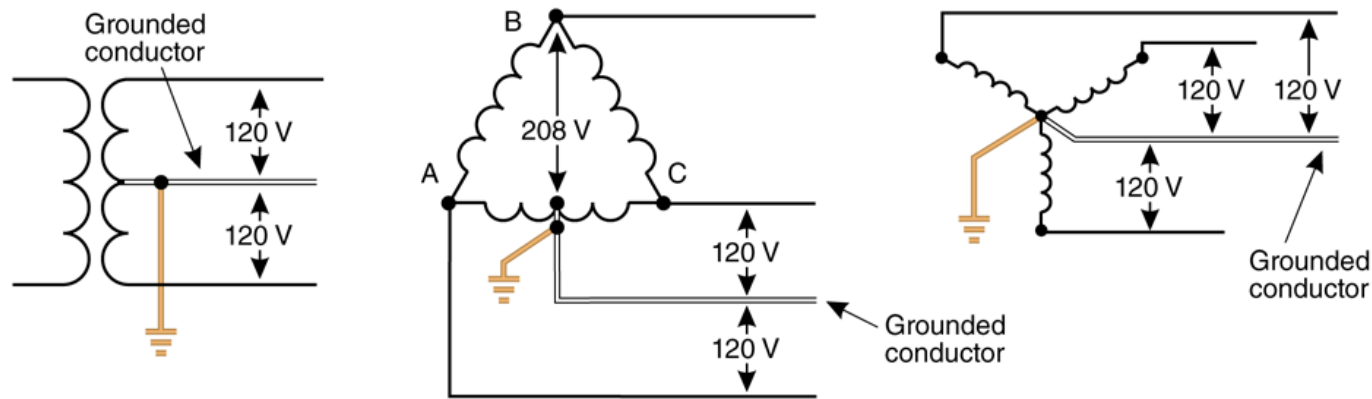 Grounded
conductor
120 V
120 V
B
208 V
A
C
120 V
120 V
Grounded
conductor
120 V
120 V
120 V
Grounded
conductor